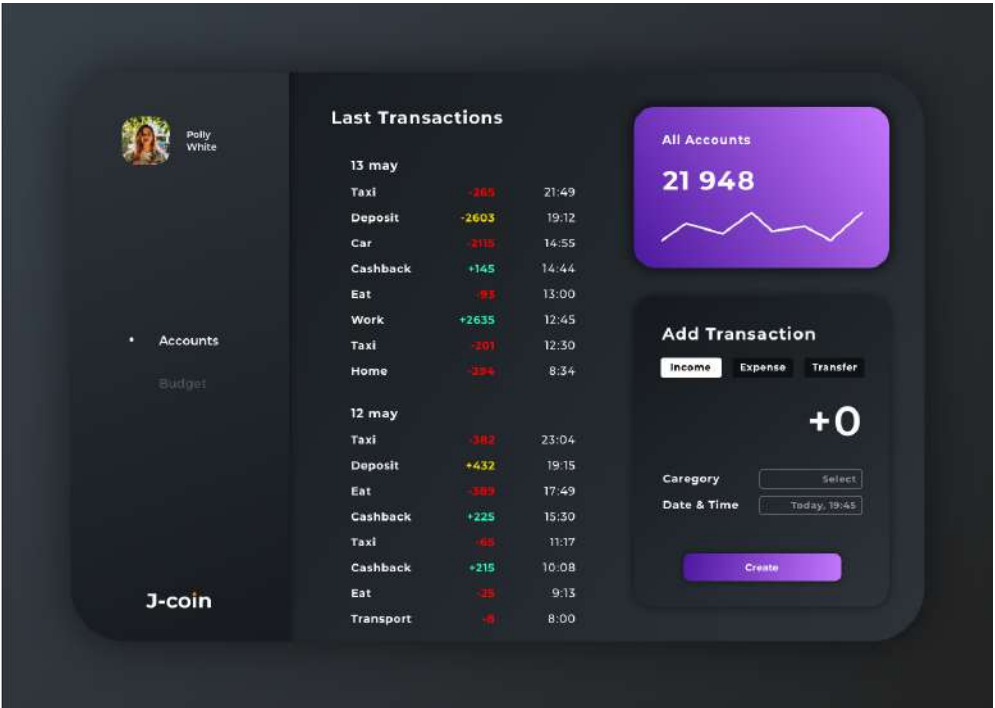 Polly
White
Accounts
Budget
J-coin
Last Transactions
13 may
Taxi -265 21:49
Deposit -2603 19:12
Car -2115 14:55
Cashback +145 14:44
Eat -93 13:00
Work +2635 12:45
Taxi -201 12:30
Home -294 8:34
12 may
Taxi -382 23:04
Deposit +432 19:15
Eat -389 17:49
Cashback +225 15:30
Taxi -65 11:17
Cashback +215 10:08
Eat -25 9:13
Transport -8 8:00
All Accounts
21 948
Add Transaction
Income Expense Transfer
+0
Caregory Select
Date & Time Today, 19:45
Create